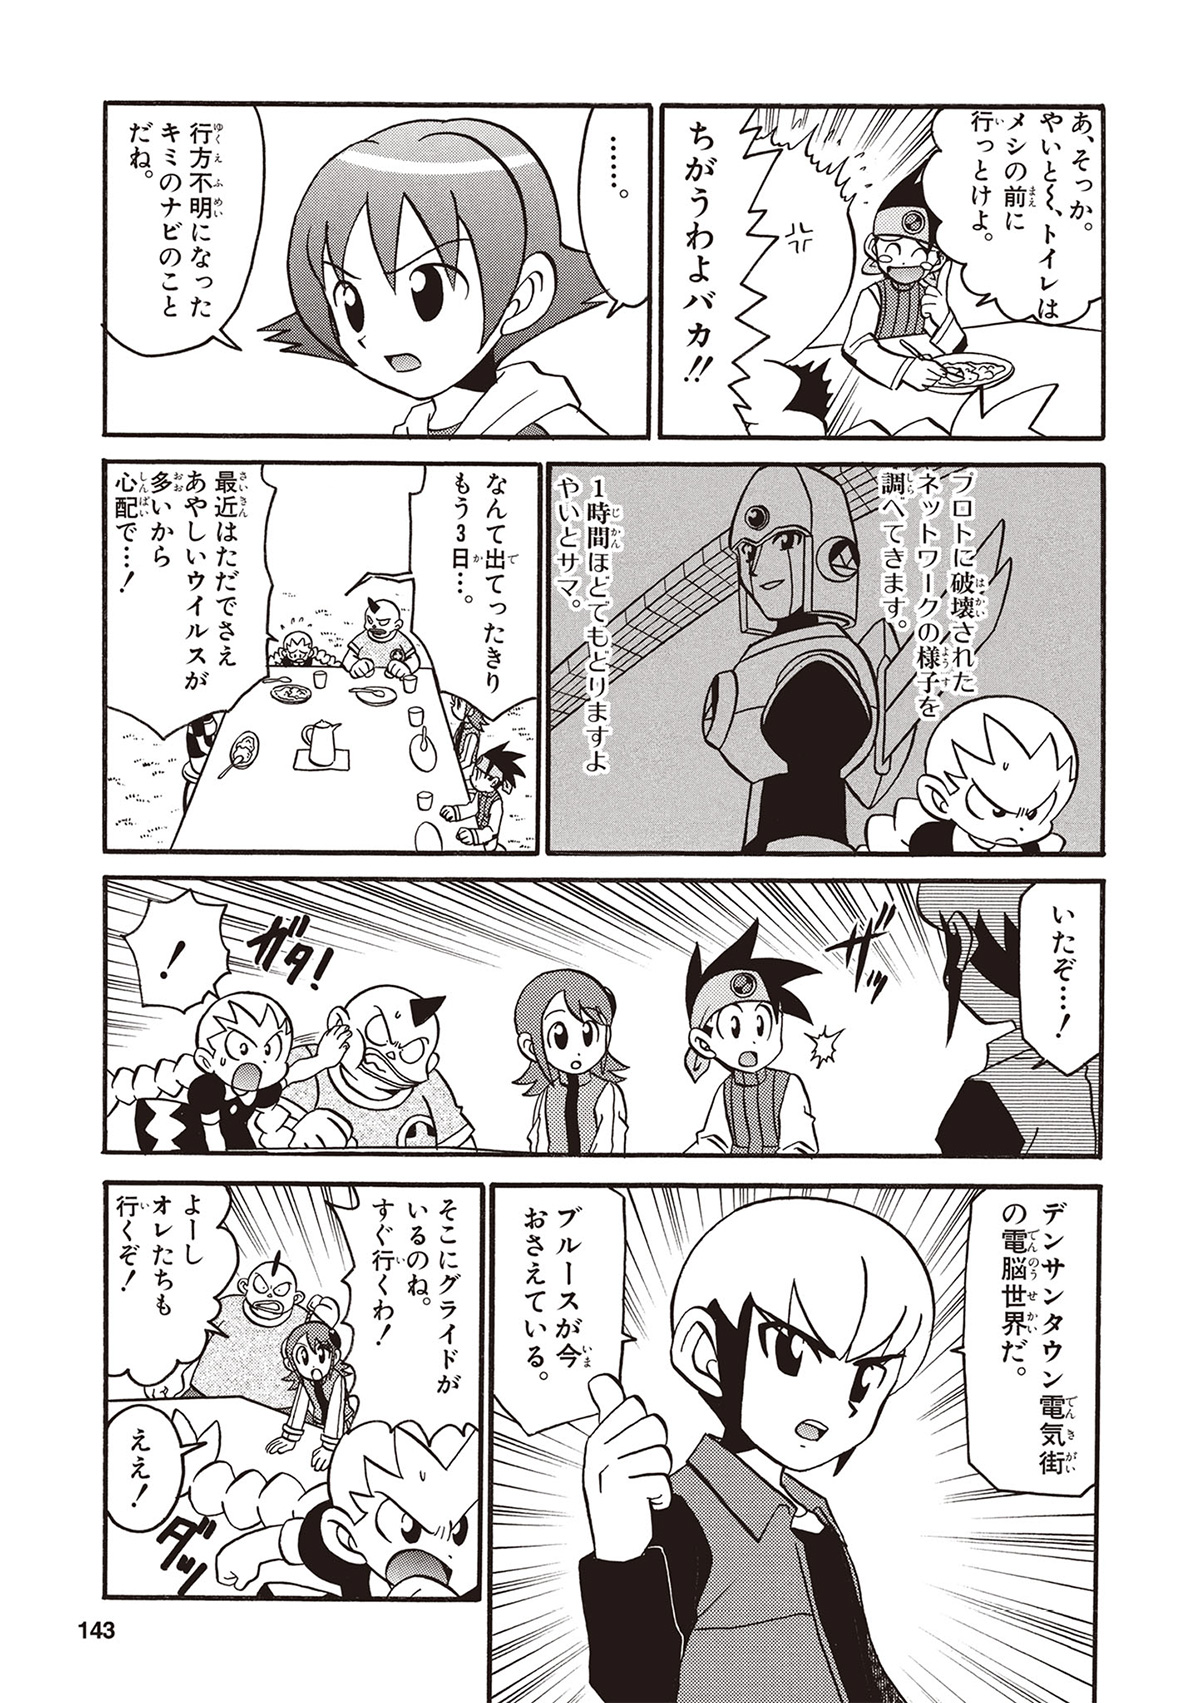 あ、そっか。
やいと〜、トイレは
メシの前に
行っとけよ。
ちがうわよバカ!!
……。
行方不明になった
キミのナビのこと
だね。
プロトに破壊された
ネットワークの様子を
調べてきます。
1時間ほどでもどりますよ
やいとサマ。
なんて出てったきり
もう3日…。
最近はただでさえ
あやしいウイルスが
多いから
心配で…!
いたぞ…!
ザッ
ガタ!
!
デンサンタウン電気街
の電脳世界だ。
ブルースが今
おさえている。
そこにグライドが
いるのね。
すぐ行くわ!
よーし
オレたちも
行くぞ!
ええ!
ダッ
143